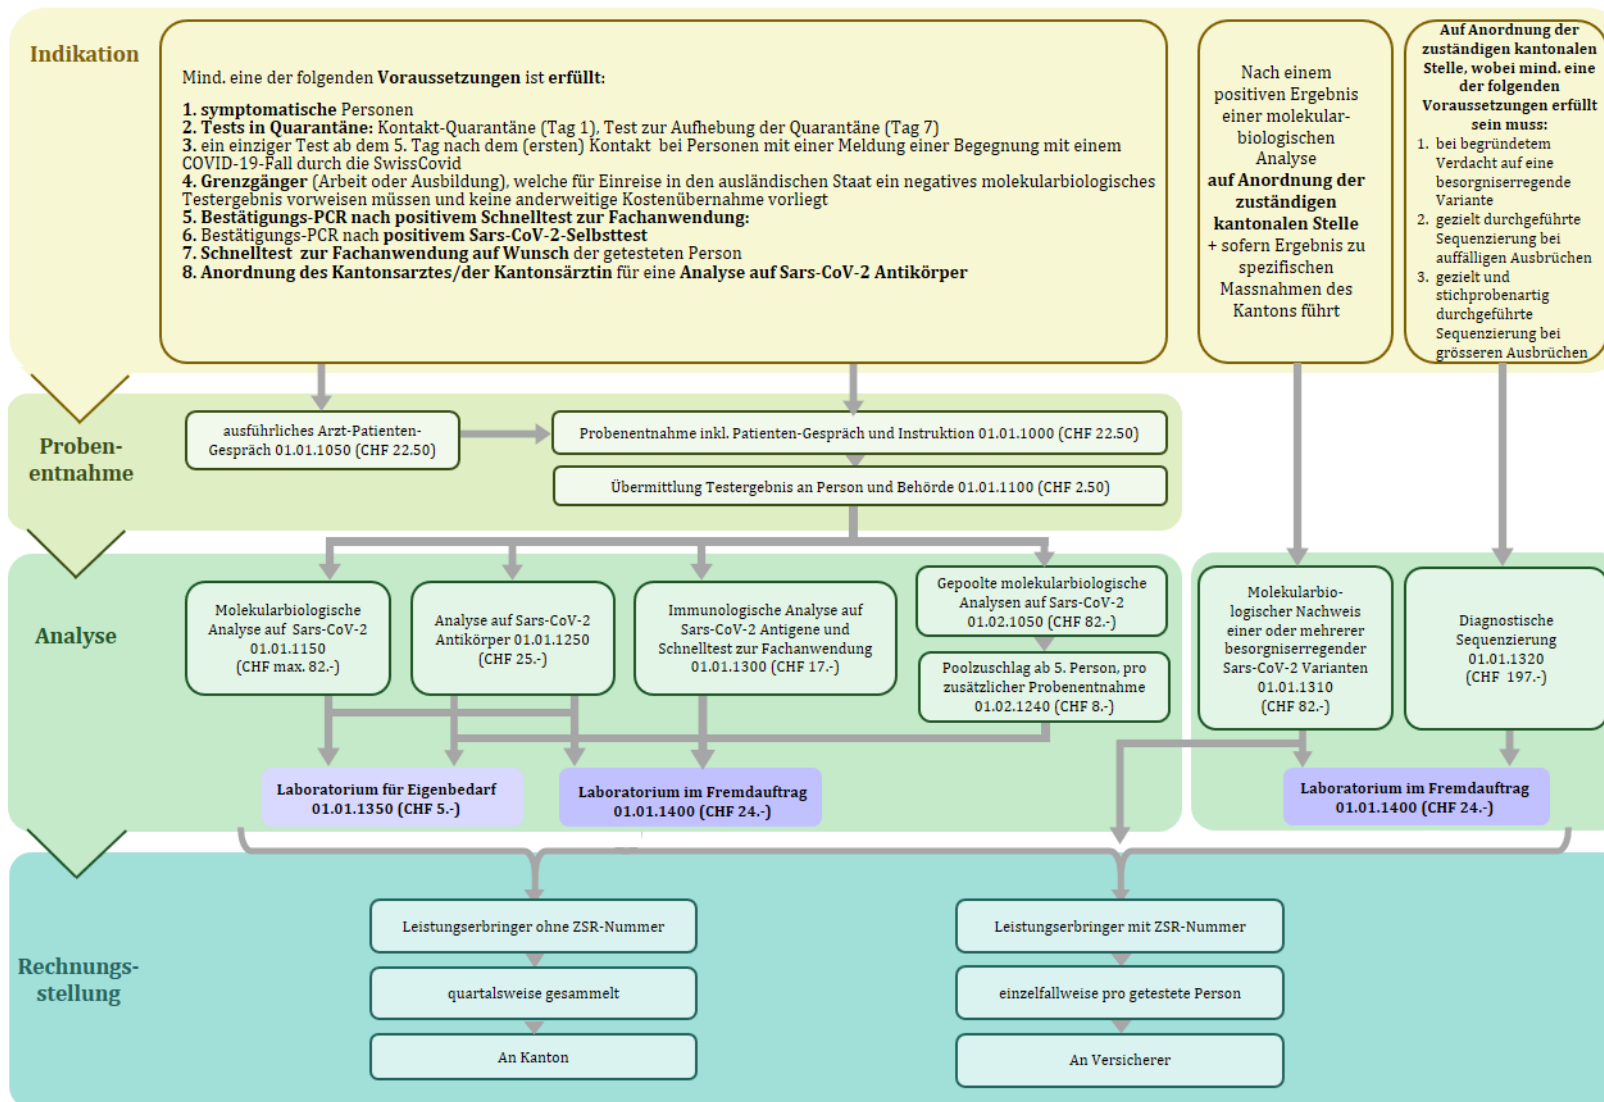 Indikation
Mind. eine der folgenden Voraussetzungen ist erfüllt:
1. symptomatische Personen
2. Tests in Quarantäne: Kontakt-Quarantäne (Tag 1), Test zur Aufhebung der Quarantäne (Tag 7)
3. ein einziger Test ab dem 5. Tag nach dem (ersten) Kontakt bei Personen mit einer Meldung einer Begegnung mit einem
COVID-19-Fall durch die SwissCovid
4. Grenzgänger (Arbeit oder Ausbildung), welche für Einreise in den ausländischen Staat ein negatives molekularbiologisches
Testergebnis vorweisen müssen und keine anderweitige Kostenübernahme vorliegt
5. Bestätigungs-PCR nach positivem Schnelltest zur Fachanwendung:
6. Bestätigungs-PCR nach positivem Sars-CoV-2-Selbsttest
7. Schnelltest zur Fachanwendung auf Wunsch der getesteten Person
8. Anordnung des Kantonsarztes/der Kantonsärztin für eine Analyse auf Sars-CoV-2 Antikörper
Nach einem
positiven Ergebnis
einer molekular-
biologischen
Analyse
auf Anordnung der
zuständigen
kantonalen Stelle
+ sofern Ergebnis zu
spezifischen
Massnahmen des
Kantons führt
Auf Anordnung der
zuständigen kantonalen
Stelle, wobei mind. eine
der folgenden
Voraussetzungen erfüllt
sein muss:
1. bei begründetem
Verdacht auf eine
besorgniserregende
Variante
2. gezielt durchgeführte
Sequenzierung bei
auffälligen Ausbrüchen
3. gezielt und
stichprobenartig
durchgeführte
Sequenzierung bei
grösseren Ausbrüchen
Proben-
entnahme
ausführliches Arzt-Patienten-
Gespräch 01.01.1050 (CHF 22.50)
Probenentnahme inkl. Patienten-Gespräch und Instruktion 01.01.1000 (CHF 22.50)
Übermittlung Testergebnis an Person und Behörde 01.01.1100 (CHF 2.50)
Analyse
Molekularbiologische
Analyse auf Sars-CoV-2
01.01.1150
(CHF max. 82.-)
Analyse auf Sars-CoV-2
Antikörper 01.01.1250
(CHF 25.-)
Immunologische Analyse auf
Sars-CoV-2 Antigene und
Schnelltest zur Fachanwendung
01.01.1300 (CHF 17.-)
Gepoolte molekularbiologische
Analysen auf Sars-CoV-2
01.02.1050 (CHF 82.-)
Poolzuschlag ab 5. Person, pro
zusätzlicher Probenentnahme
01.02.1240 (CHF 8.-)
Molekularbio-
logischer Nachweis
einer oder mehrerer
besorgniserregender
Sars-CoV-2 Varianten
01.01.1310
(CHF 82.-)
Diagnostische
Sequenzierung
01.01.1320
(CHF 197.-)
Laboratorium für Eigenbedarf
01.01.1350 (CHF 5.-)
Laboratorium im Fremdauftrag
01.01.1400 (CHF 24.-)
Laboratorium im Fremdauftrag
01.01.1400 (CHF 24.-)
Rechnungs-
stellung
Leistungserbringer ohne ZSR-Nummer
quartalsweise gesammelt
An Kanton
Leistungserbringer mit ZSR-Nummer
einzelfallweise pro getestete Person
An Versicherer